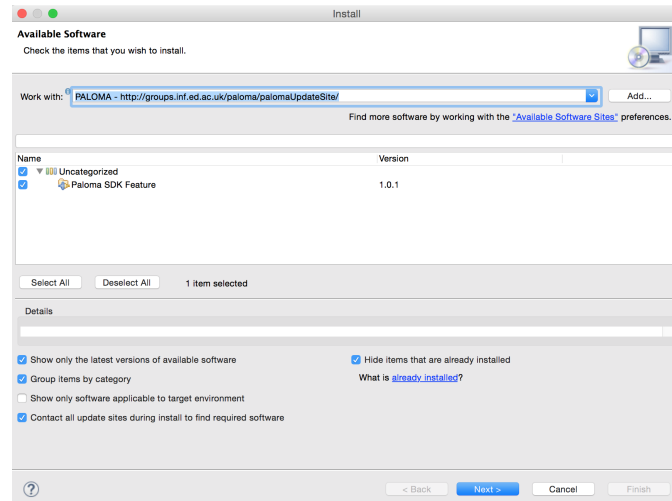 Install
Available Software
Check the items that you wish to install.
Work with: PALOMA - http://groups.inf.ed.ac.uk/paloma/palomaUpdateSite/ Add...
Find more software by working with the "Available Software Sites" preferences.
Name Version
Uncategorized
Paloma SDK Feature 1.0.1
Select All Deselect All 1 item selected
Details
Show only the latest versions of available software Hide items that are already installed
Group items by category What is already installed?
Show only software applicable to target environment
Contact all update sites during install to find required software
? < Back Next > Cancel Finish